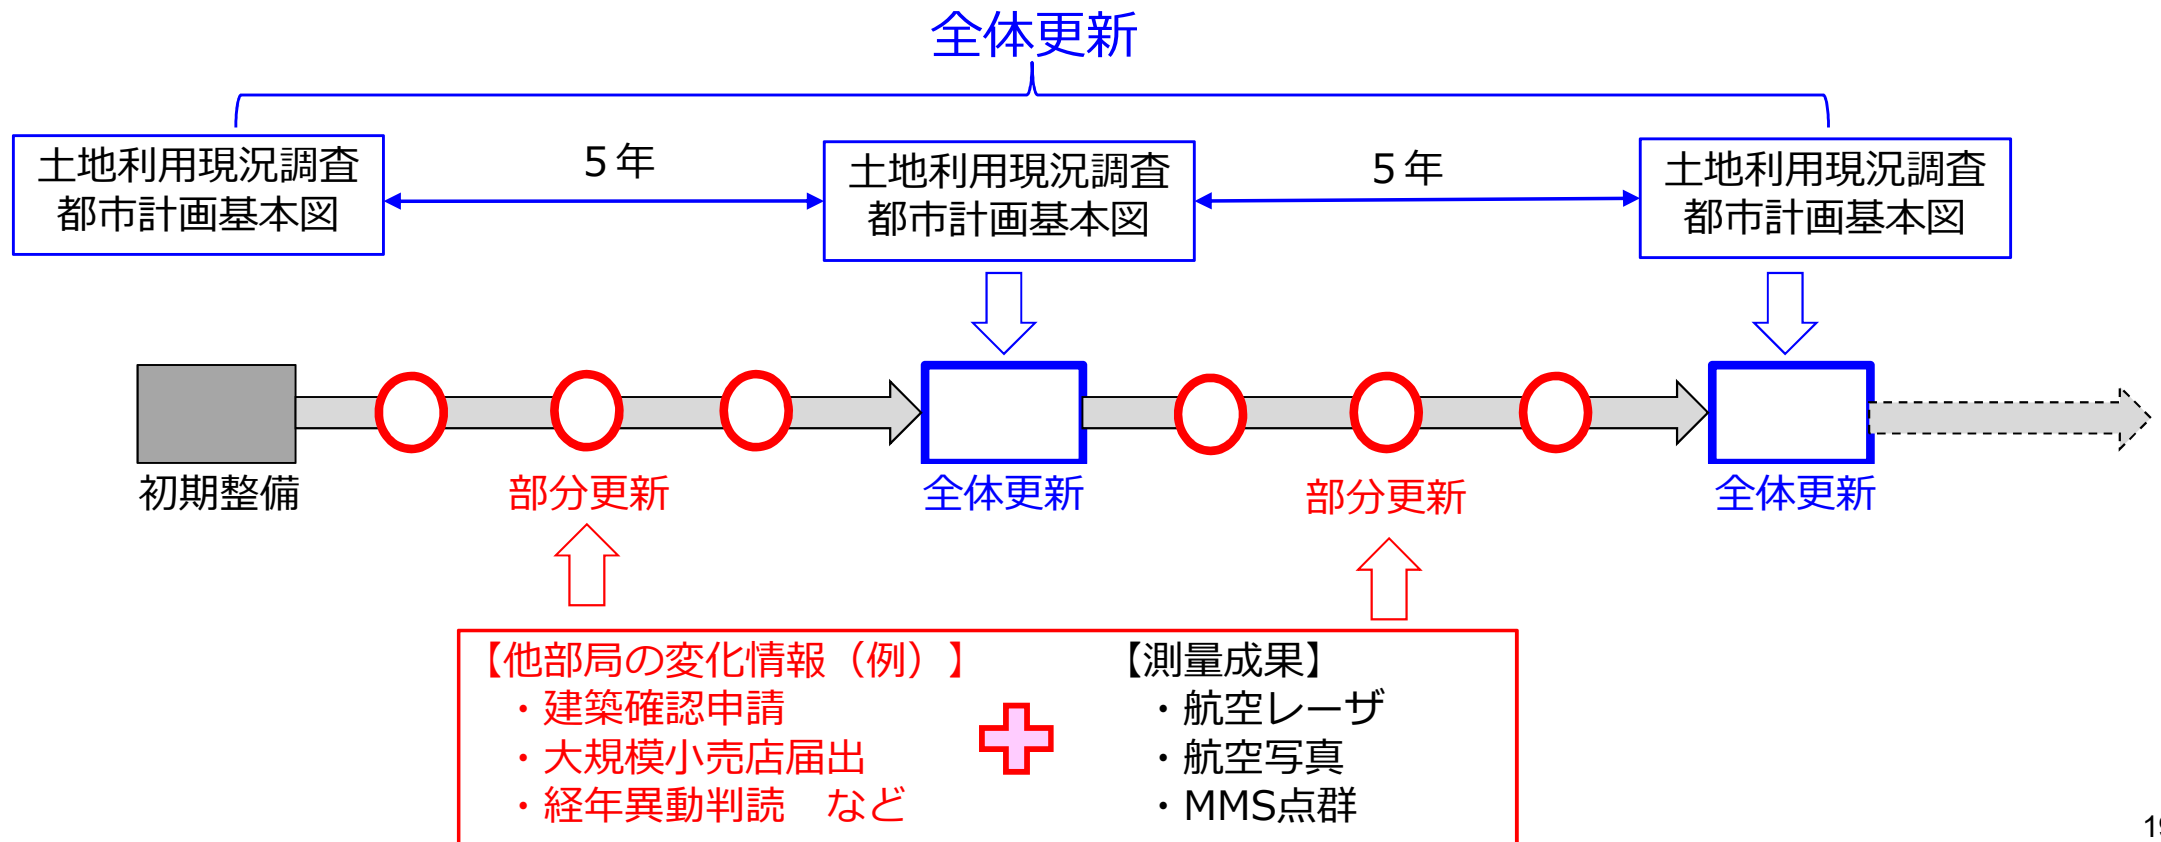 全体更新
土地利用現況調査
都市計画基本図
5年
土地利用現況調査
都市計画基本図
5年
土地利用現況調査
都市計画基本図
初期整備
部分更新
全体更新
部分更新
全体更新
【他部局の変化情報（例）】
・建築確認申請
・大規模小売店届出
・経年異動判読　など
【測量成果】
・航空レーザ
・航空写真
・MMS点群